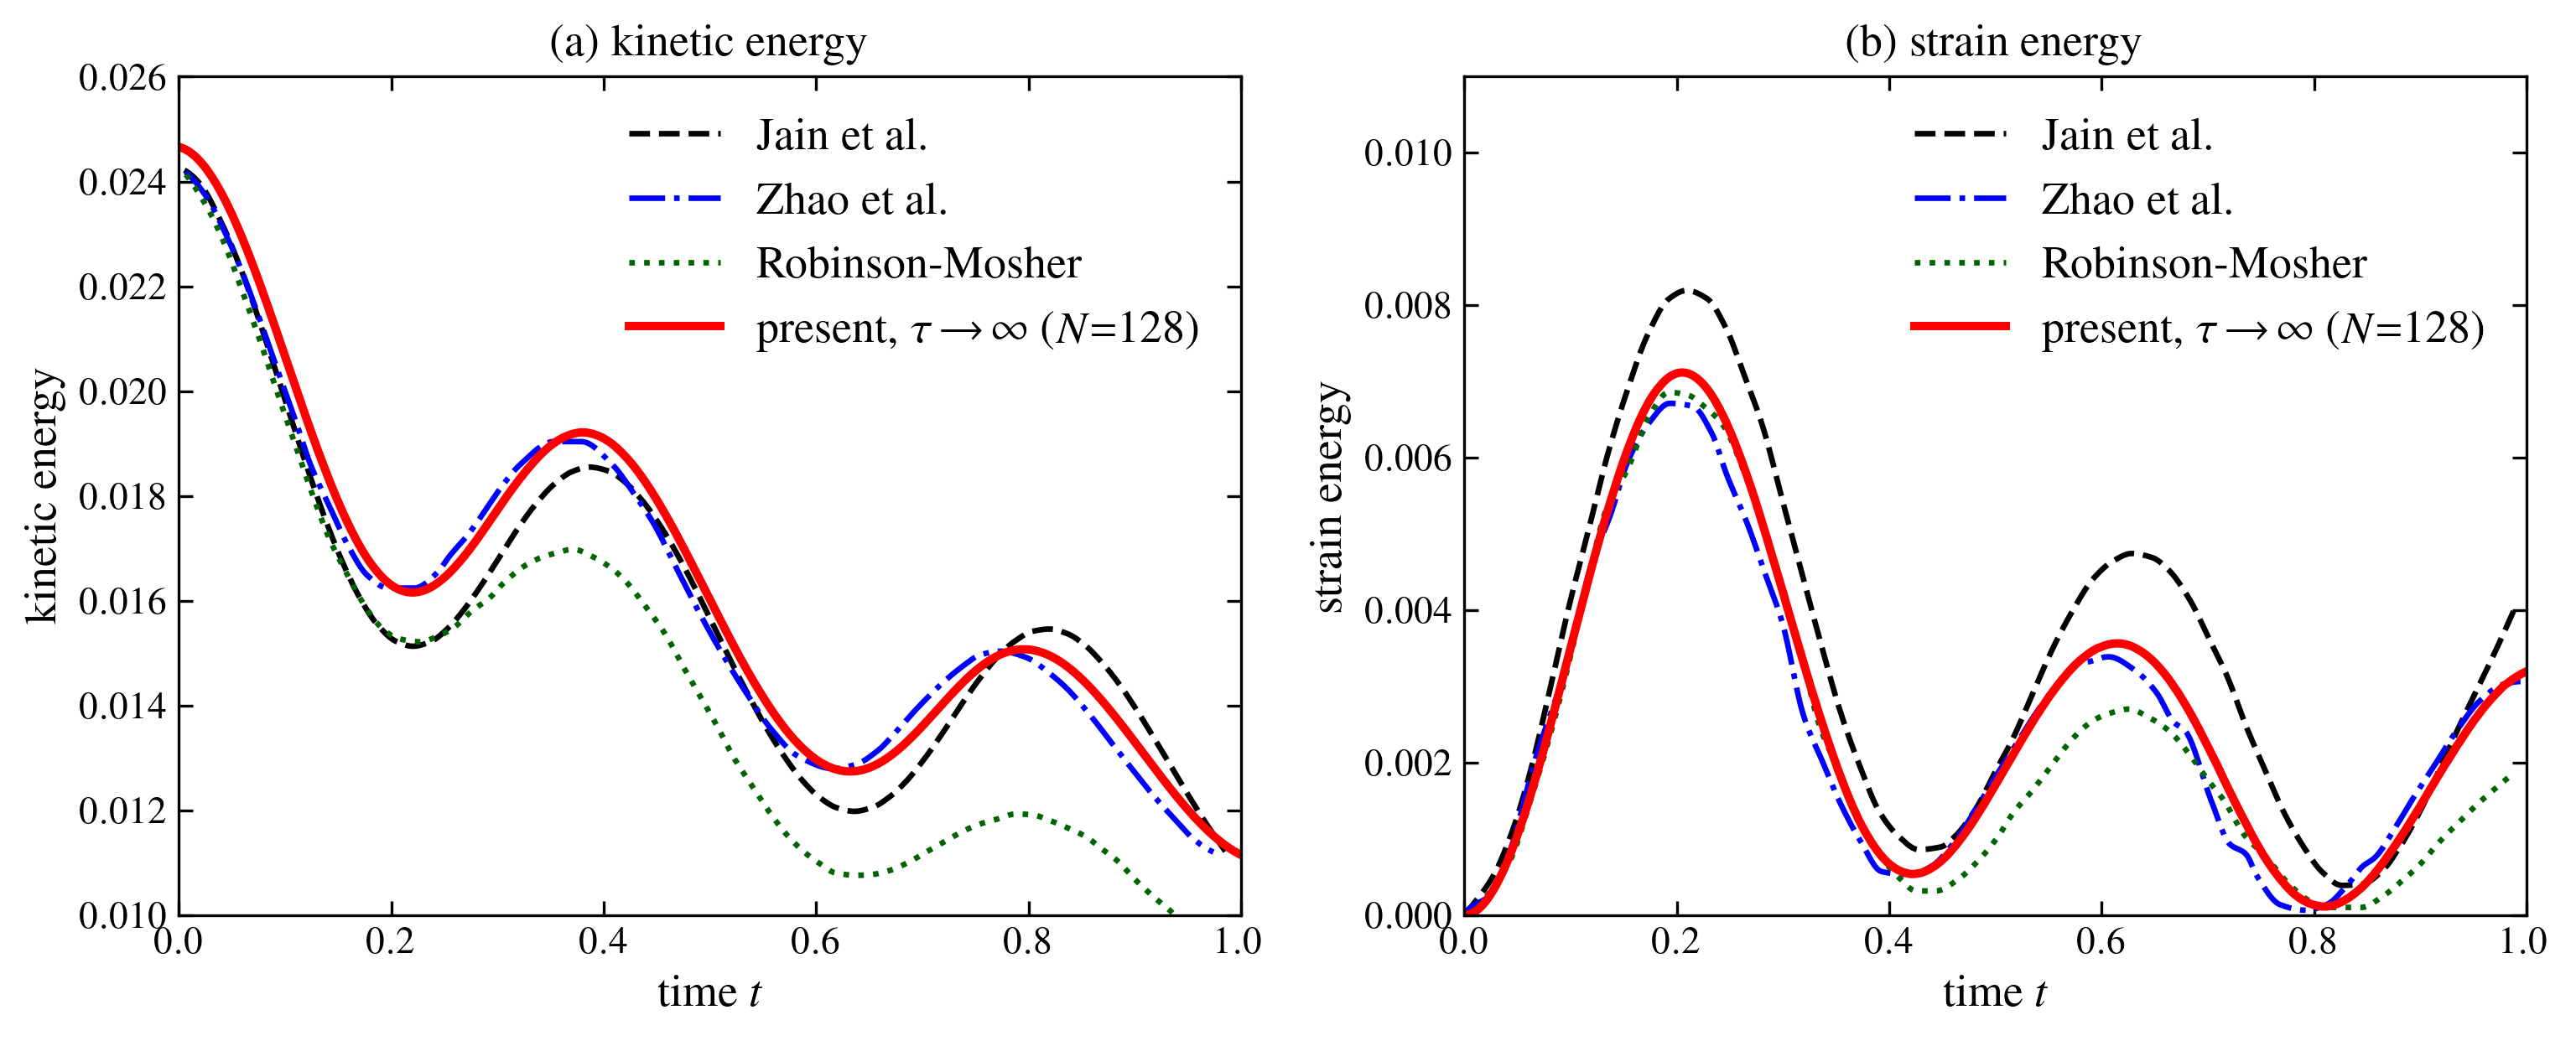 (a) kinetic energy
0.026
0.024
0.022
0.020
0.018
0.016
0.014
0.012
0.010
kinetic energy
Jain et al.
Zhao et al.
Robinson-Mosher
present, τ→∞ (N=128)
0.0 0.2 0.4 0.6 0.8 1.0
time t
(b) strain energy
0.010
0.008
0.006
0.004
0.002
0.000
strain energy
Jain et al.
Zhao et al.
Robinson-Mosher
present, τ→∞ (N=128)
0.0 0.2 0.4 0.6 0.8 1.0
time t